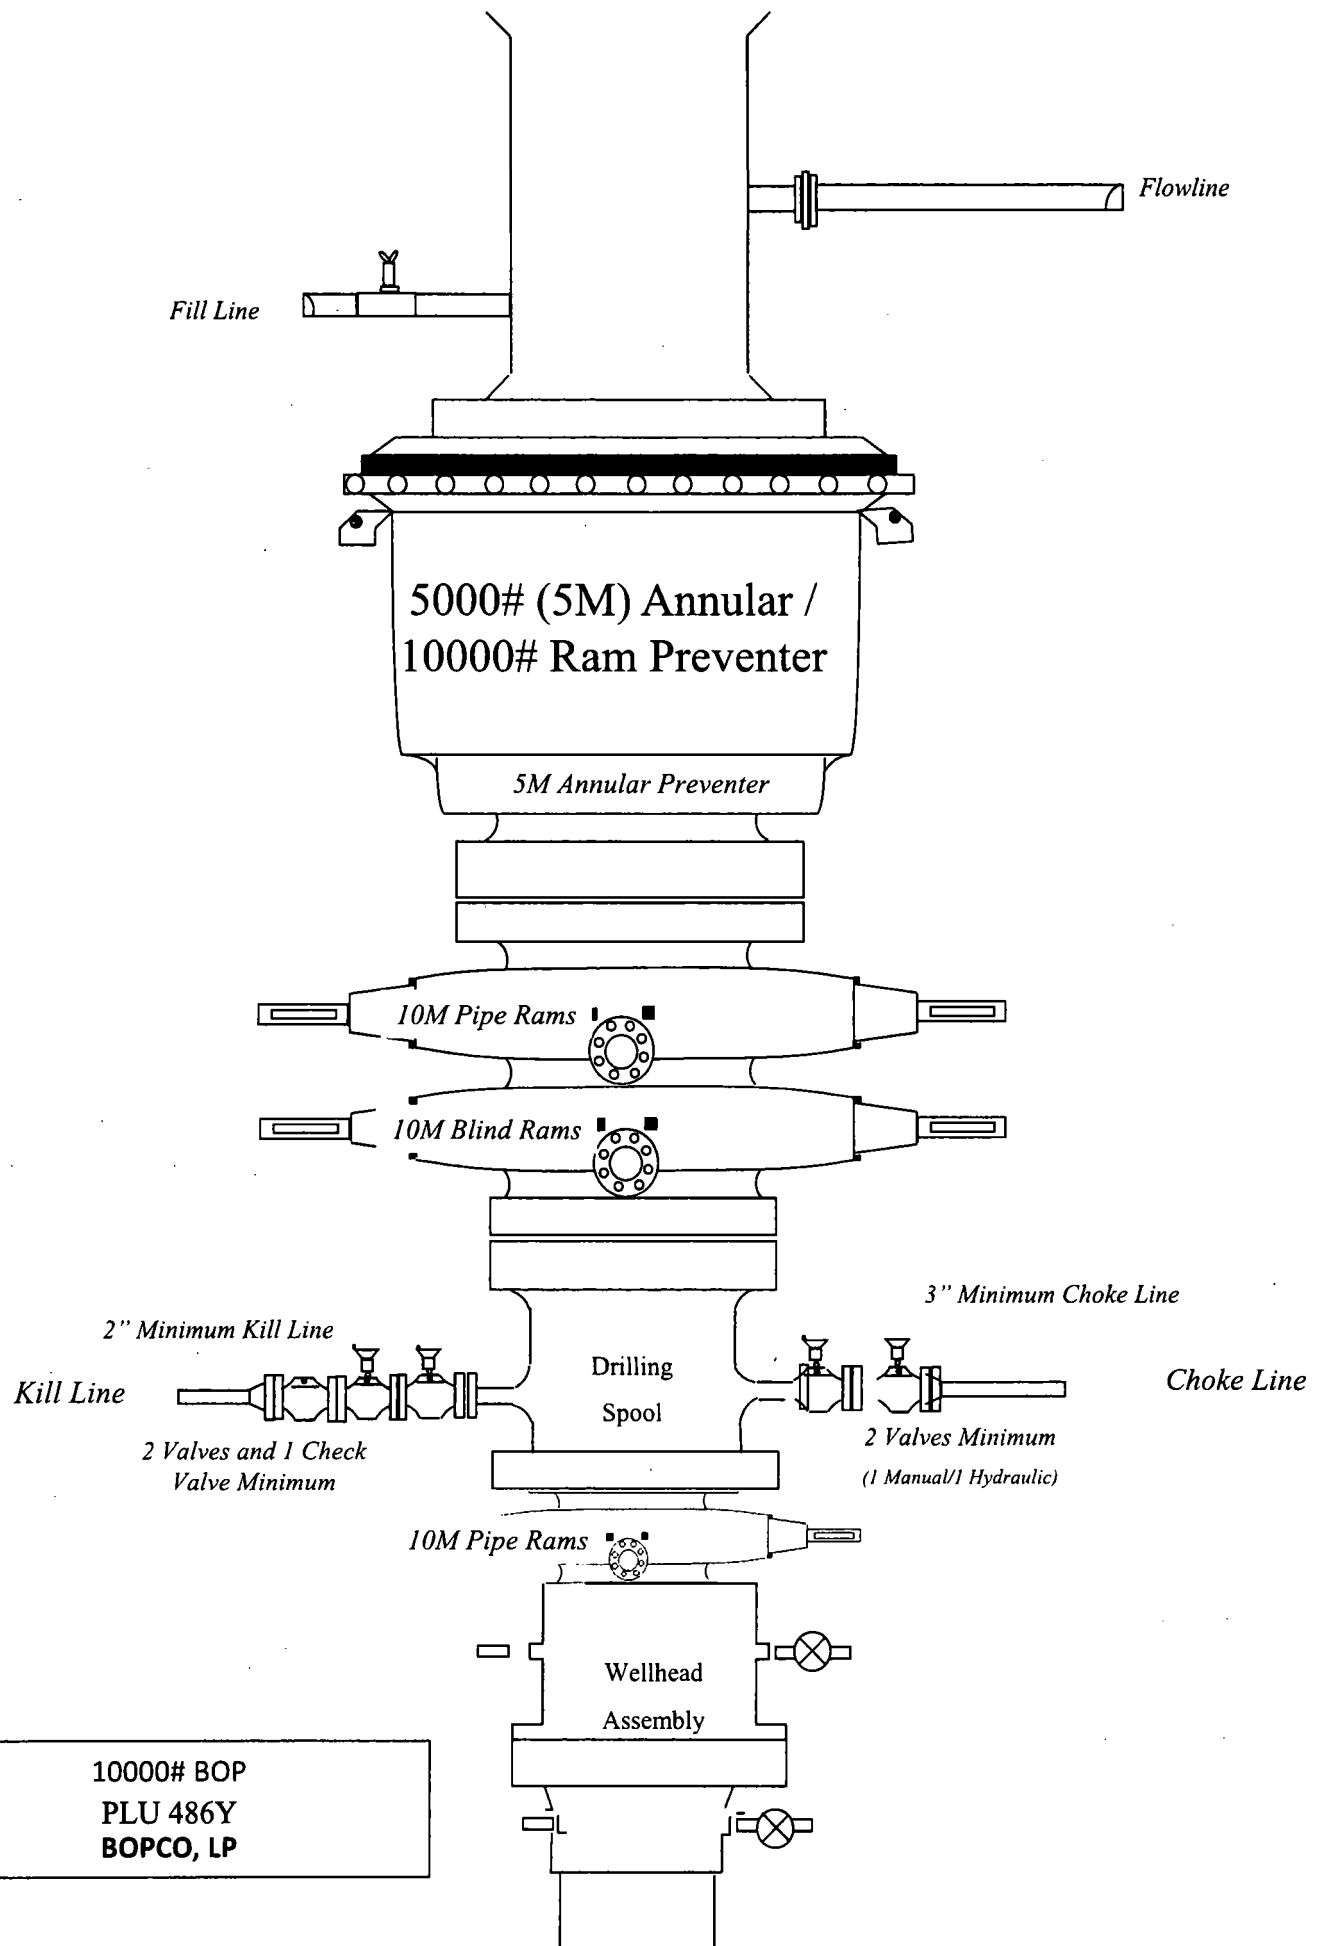 Flowline
Fill Line
5000# (5M) Annular /
10000# Ram Preventer
5M Annular Preventer
10M Pipe Rams
10M Blind Rams
3" Minimum Choke Line
2" Minimum Kill Line
Drilling
Spool
Kill Line
Choke Line
2 Valves and 1 Check
Valve Minimum
2 Valves Minimum
(1 Manual/1 Hydraulic)
10M Pipe Rams
Wellhead
Assembly
10000# BOP
PLU 486Y
BOPCO, LP